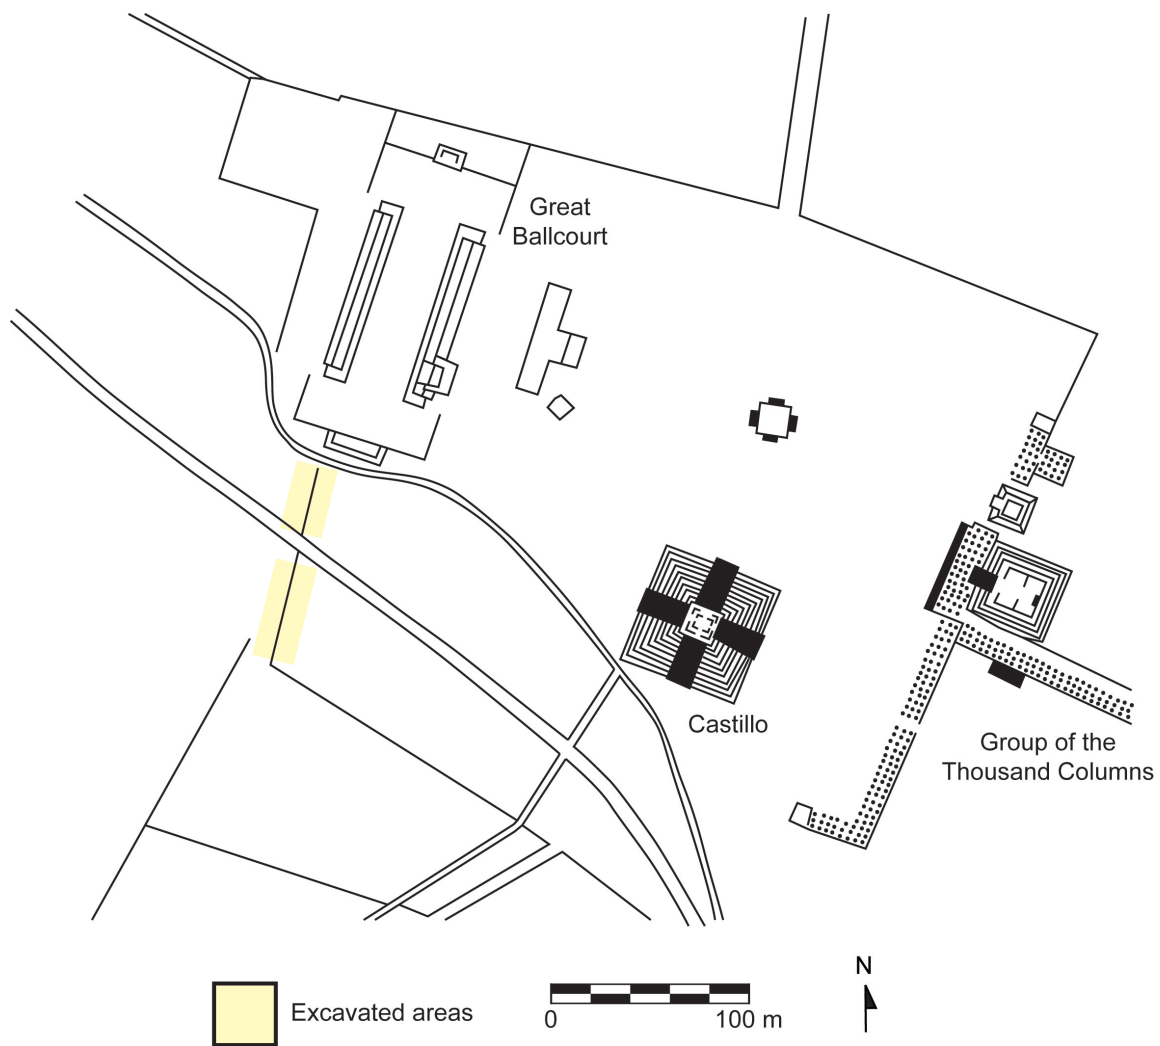 Great
Ballcourt
Castillo
Group of the
Thousand Columns
N
Excavated areas
0
100 m